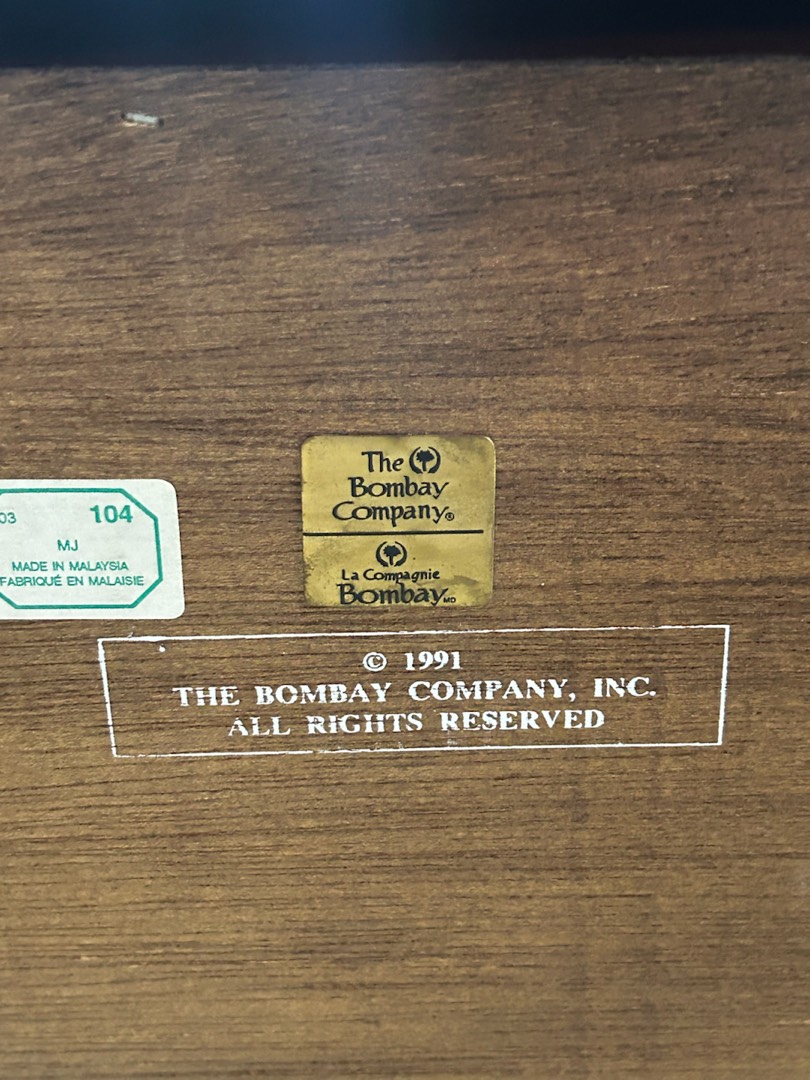 03 104
MJ
MADE IN MALAYSIA
FABRIQUÉ EN MALAISIE
The
Bombay
Company®
La Compagnie
Bombay MD
© 1991
THE BOMBAY COMPANY, INC.
ALL RIGHTS RESERVED